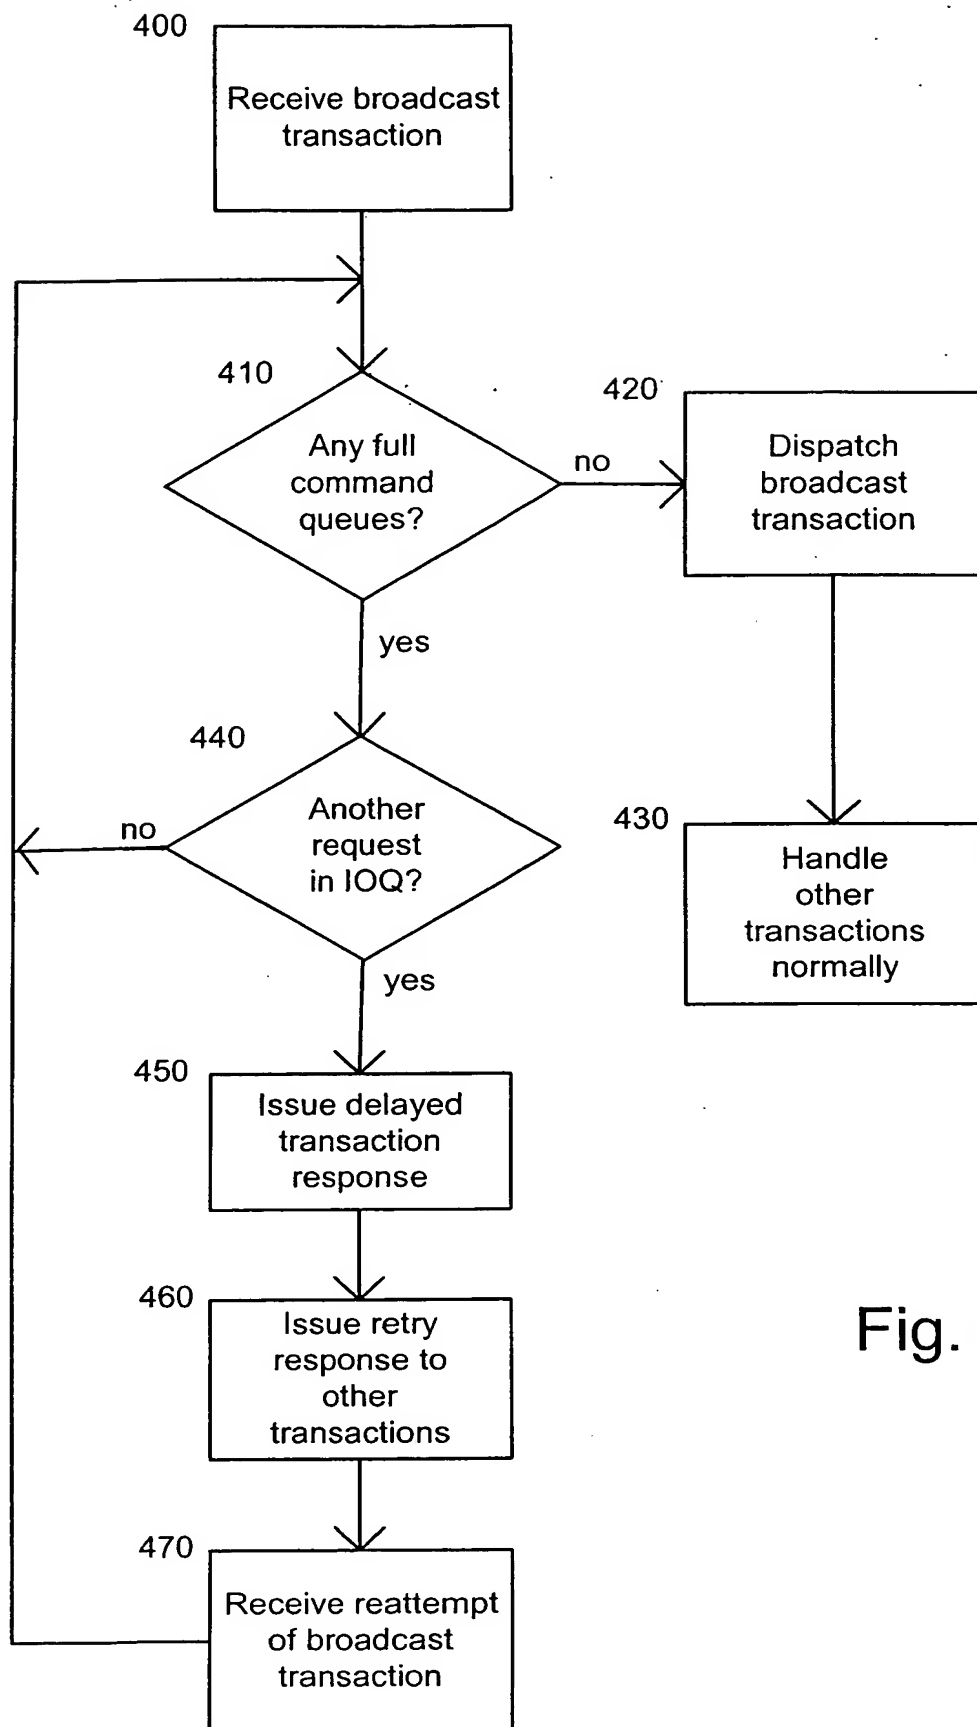 400
Receive broadcast
transaction
410
Any full
command
queues?
no
yes
420
Dispatch
broadcast
transaction
430
Handle
other
transactions
normally
440
Another
request
in IOQ?
no
yes
450
Issue delayed
transaction
response
460
Issue retry
response to
other
transactions
470
Receive reattempt
of broadcast
transaction
Fig.